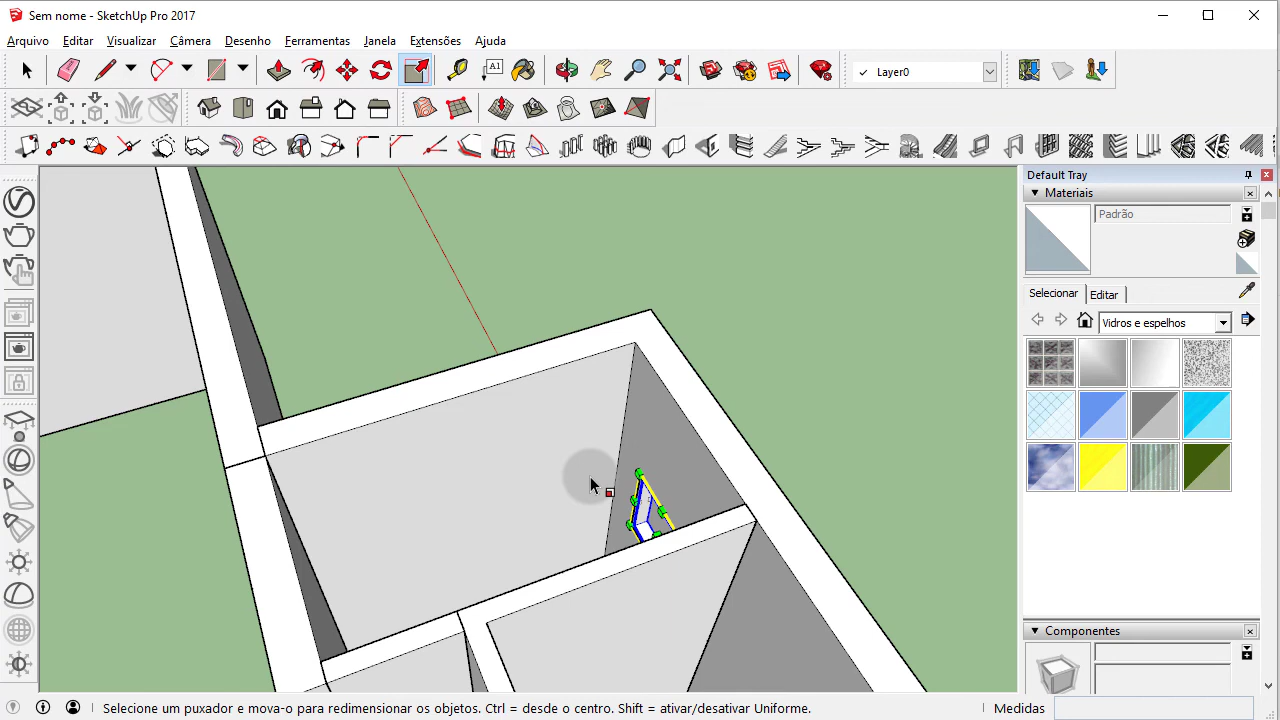 Sem nome - SketchUp Pro 2017
Arquivo Editar Visualizar Câmera Desenho Ferramentas Janela Extensões Ajuda
A1
Layer0
Default Tray
Materiais
Padrão
Selecionar Editar
Vidros e espelhos
Componentes
Selecione um puxador e mova-o para redimensionar os objetos. Ctrl = desde o centro. Shift = ativar/desativar Uniforme.
Medidas